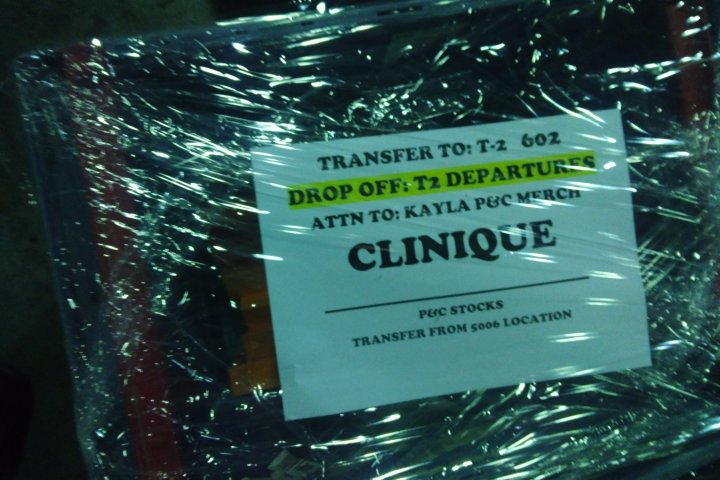 TRANSFER TO: T-2 602
DROP OFF: T2 DEPARTURES
ATTN TO: KAYLA P&C MERCH
CLINIQUE
P&C STOCKS
TRANSFER FROM 5006 LOCATION